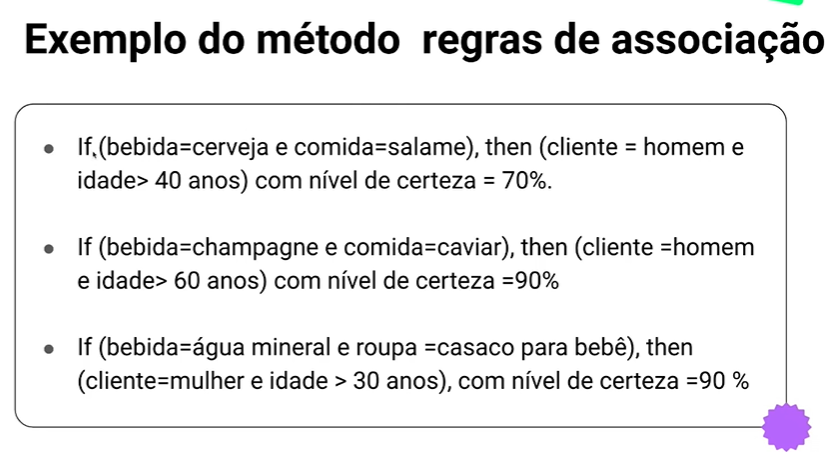 Exemplo do método  regras de associação
If,(bebida=cerveja e comida=salame), then (cliente = homem e
idade> 40 anos) com nível de certeza = 70%.
If (bebida=champagne e comida=caviar), then (cliente =homem
e idade> 60 anos) com nível de certeza =90%
If (bebida=água mineral e roupa =casaco para bebê), then
(cliente=mulher e idade > 30 anos), com nível de certeza =90 %